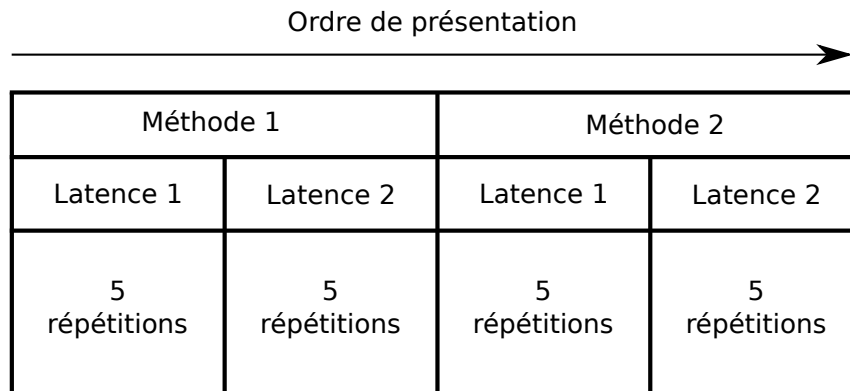 Ordre de présentation
Méthode 1
Méthode 2
Latence 1
Latence 2
Latence 1
Latence 2
5
répétitions
5
répétitions
5
répétitions
5
répétitions